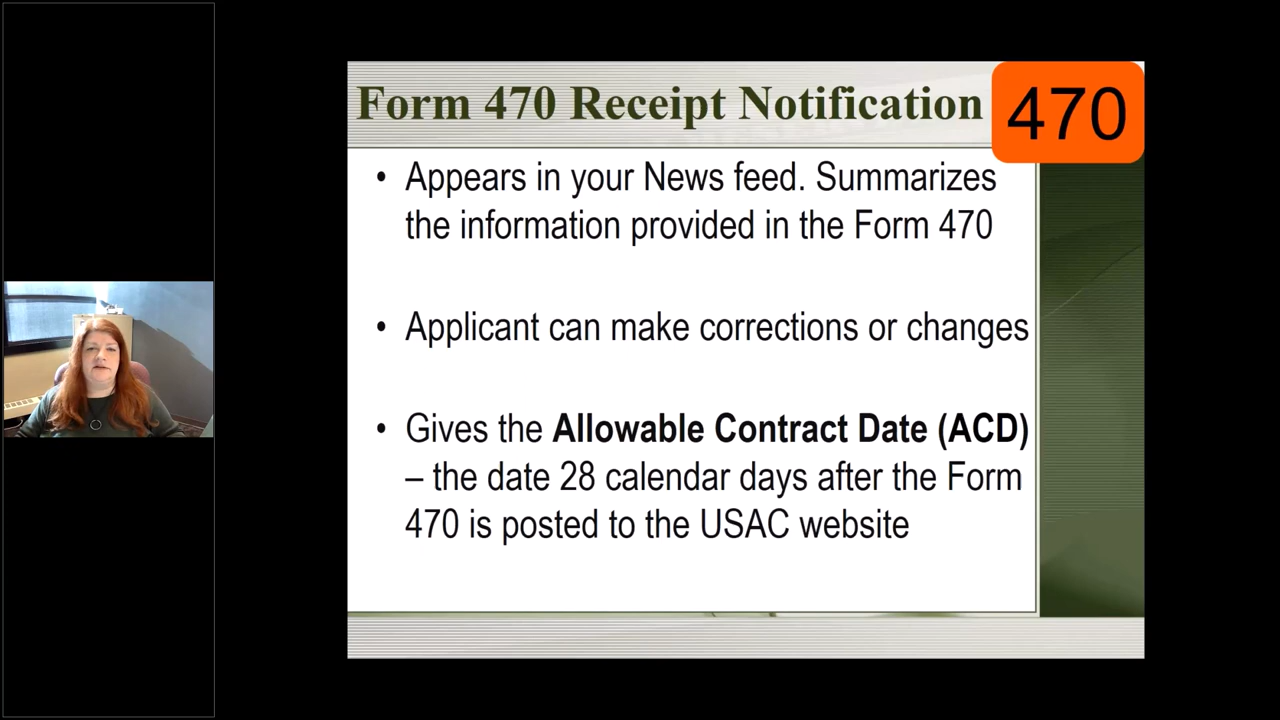 Form 470 Receipt Notification
470
• Appears in your News feed. Summarizes
the information provided in the Form 470
• Applicant can make corrections or changes
• Gives the Allowable Contract Date (ACD)
– the date 28 calendar days after the Form
470 is posted to the USAC website